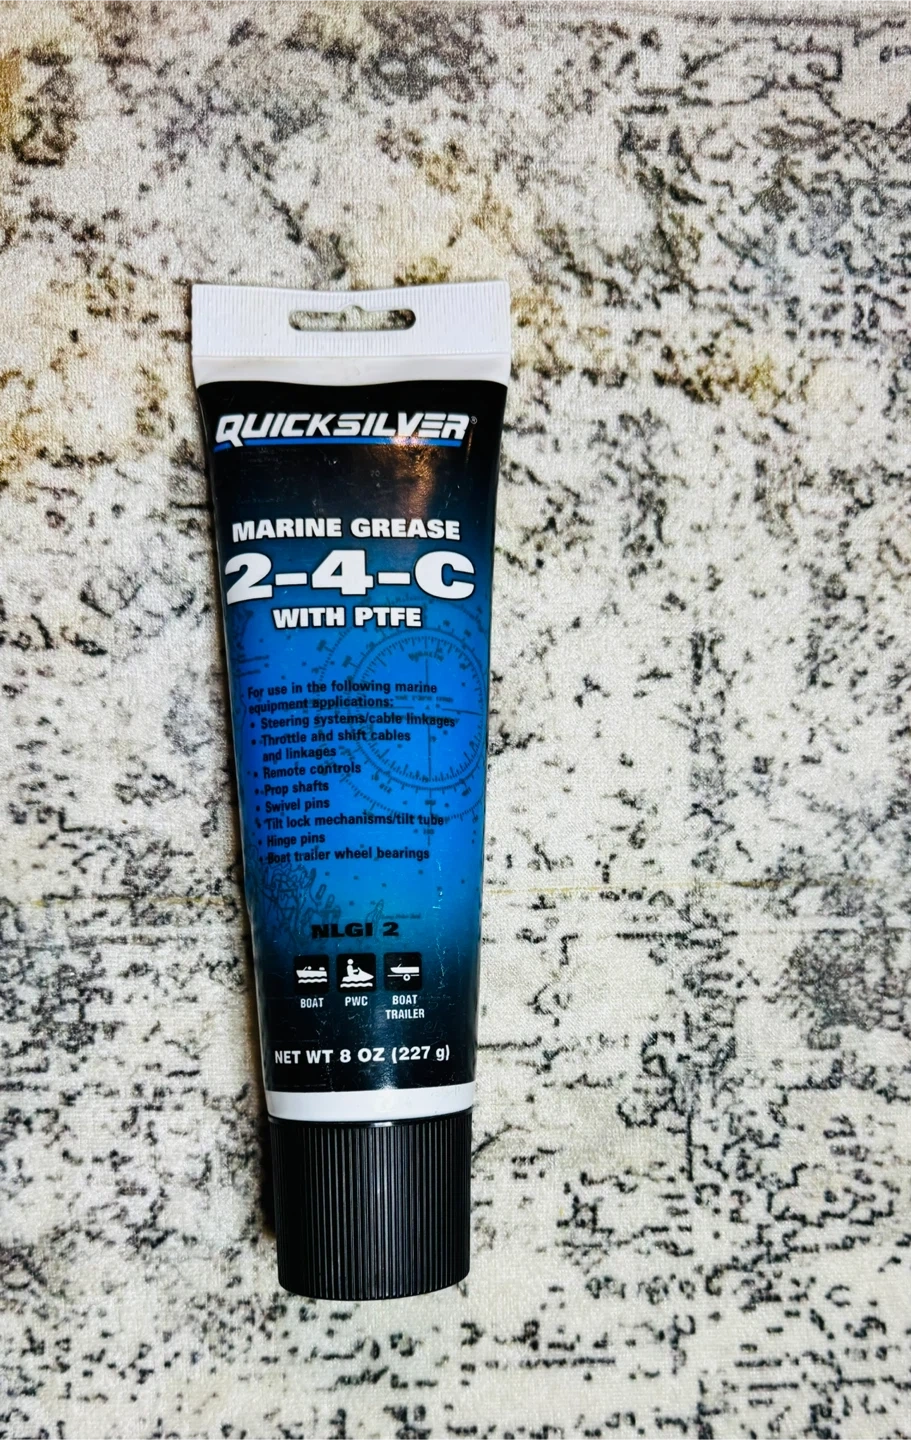 QUICKSILVER®
MARINE GREASE
2-4-C
WITH PTFE
For use in the following marine
equipment applications:
• Steering systems/cable linkages
• Throttle and shift cables
and linkages
• Remote controls
• Prop shafts
• Swivel pins
• Tilt lock mechanisms/tilt tube
• Hinge pins
• Boat trailer wheel bearings
NLGI 2
BOAT PWC BOAT
TRAILER
NET WT 8 OZ (227 g)